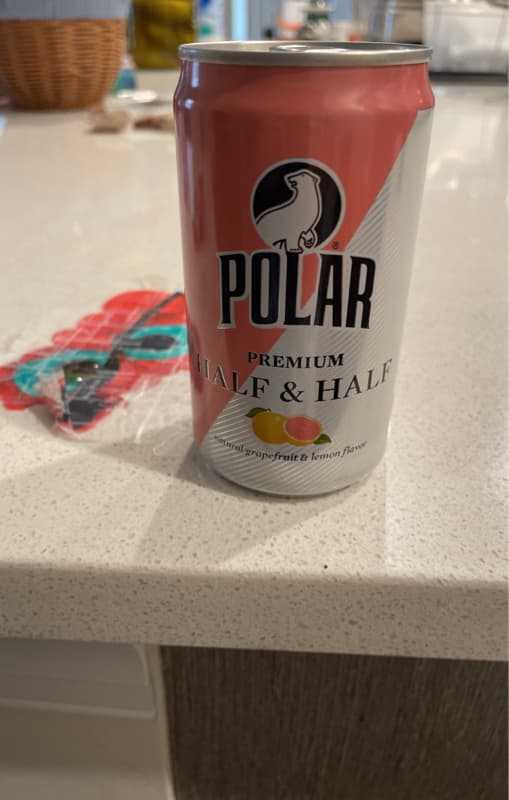 POLAR
®
PREMIUM
HALF & HALF
natural grapefruit & lemon flavor